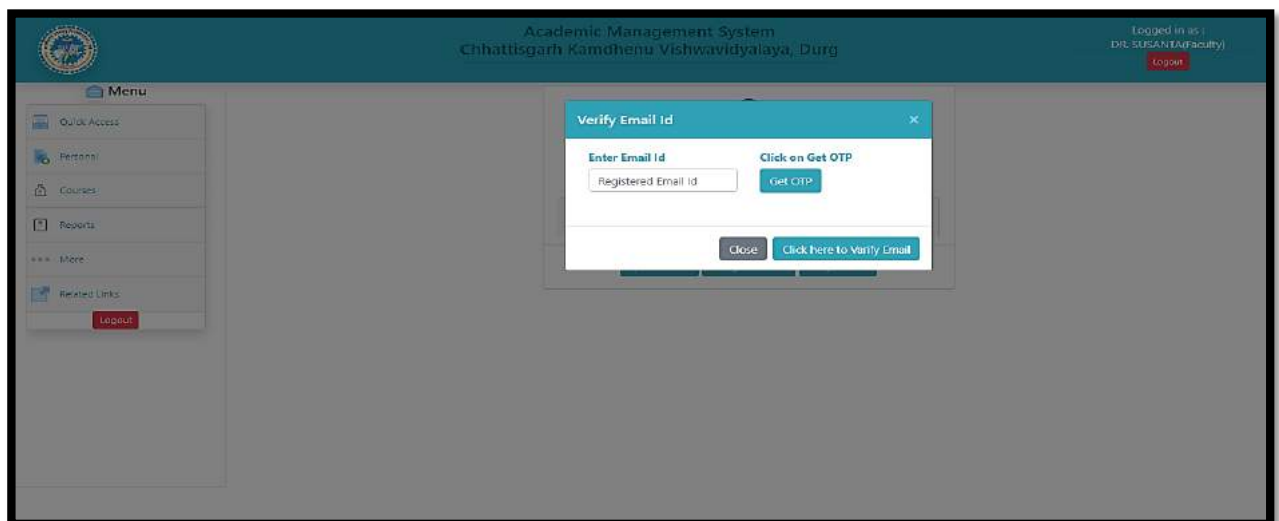 Academic Management System
Chhattisgarh Kamdhenu Vishwavidyalaya, Durg
Logged in as :
DR. SUSANTA(Faculty)
Logout
Menu
Quick Access
Personal
Courses
Reports
More
Related Links
Logout
Verify Email Id ×
Enter Email Id Click on Get OTP
Registered Email Id Get OTP
Close Click here to Varify Email